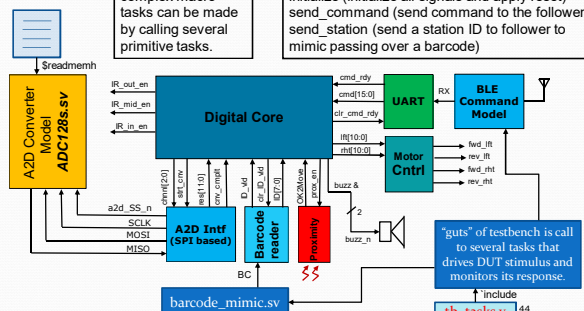 complex macro
tasks can be made
by calling several
primitive tasks.
initialize (initialize all signals and apply reset)
send_command (send command to the follower
send_station (send a station ID to follower to
mimic passing over a barcode)
$readmemh
A2D Converter
Model
ADC128s.sv
IR_out_en
IR_mid_en
IR_in_en
Digital Core
cmd_rdy
cmd[15:0]
clr_cmd_rdy
lft[10:0]
rht[10:0]
UART
RX
BLE
Command
Model
Motor
Cntrl
fwd_lft
rev_lft
fwd_rht
rev_rht
chnnl[2:0]
strt_cnv
res[11:0]
cnv_cmplt
ID_vld
clr_ID_vld
ID[7:0]
OK2Move
prox_en
buzz &
2
buzz_n
a2d_SS_n
SCLK
MOSI
MISO
A2D Intf
(SPI based)
Barcode
reader
Proximity
BC
barcode_mimic.sv
"guts" of testbench is call
to several tasks that
drives DUT stimulus and
monitors its response.
`include
tb_tasks.v
44